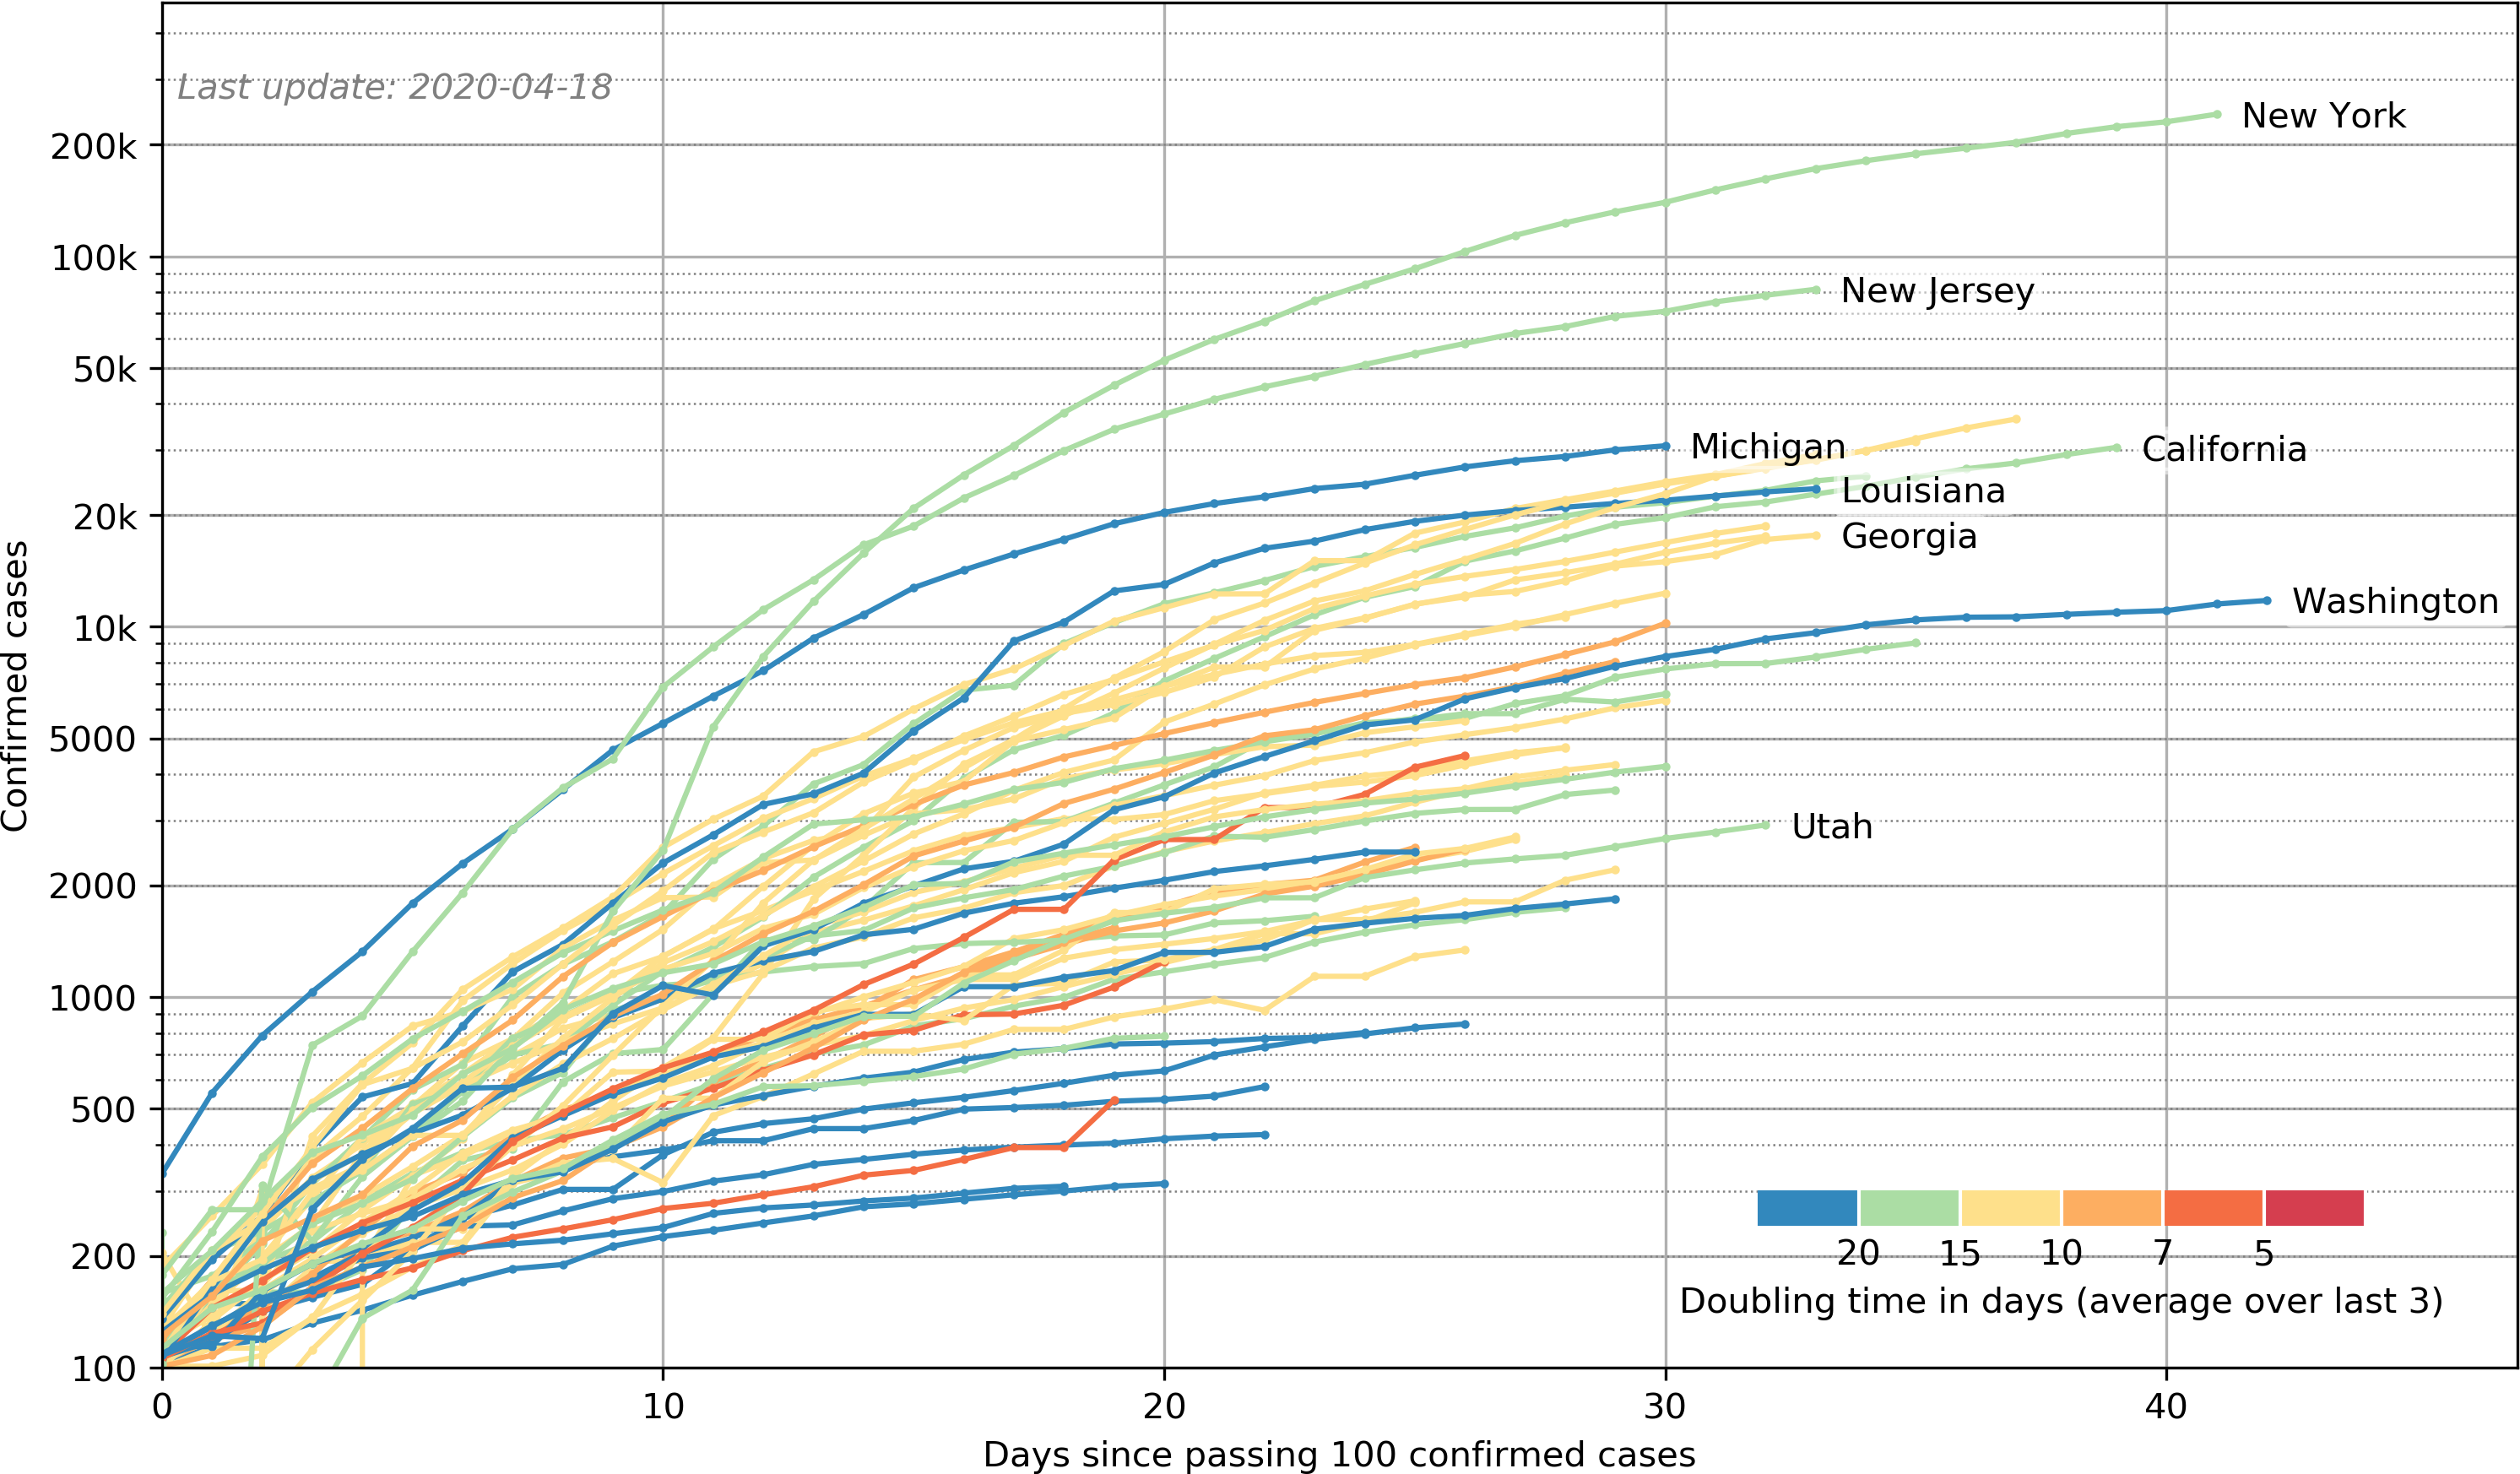 Last update: 2020-04-18
200k
100k
50k
20k
10k
5000
2000
1000
500
200
100
Confirmed cases
New York
New Jersey
Michigan
California
Louisiana
Georgia
Washington
Utah
20 15 10 7 5
Doubling time in days (average over last 3)
0 10 20 30 40
Days since passing 100 confirmed cases